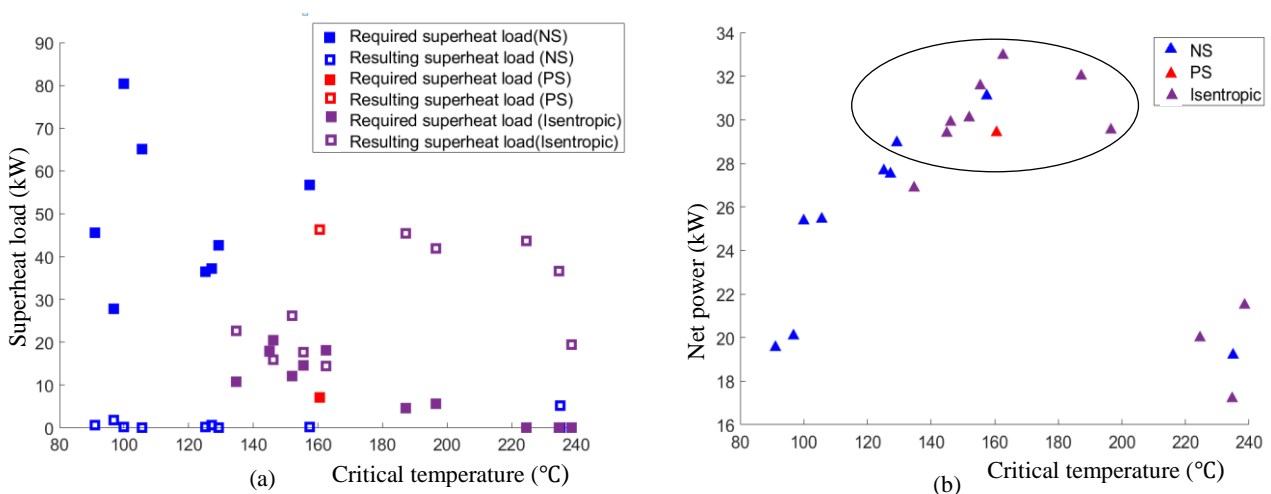 90
80
70
60
50
40
30
20
10
0
Superheat load (kW)
Required superheat load(NS)
Resulting superheat load (NS)
Required superheat load (PS)
Resulting superheat load (PS)
Required superheat load (Isentropic)
Resulting superheat load(Isentropic)
80 100 120 140 160 180 200 220 240
(a) Critical temperature (℃)
34
32
30
28
26
24
22
20
18
16
Net power (kW)
NS
PS
Isentropic
80 100 120 140 160 180 200 220 240
(b) Critical temperature (℃)